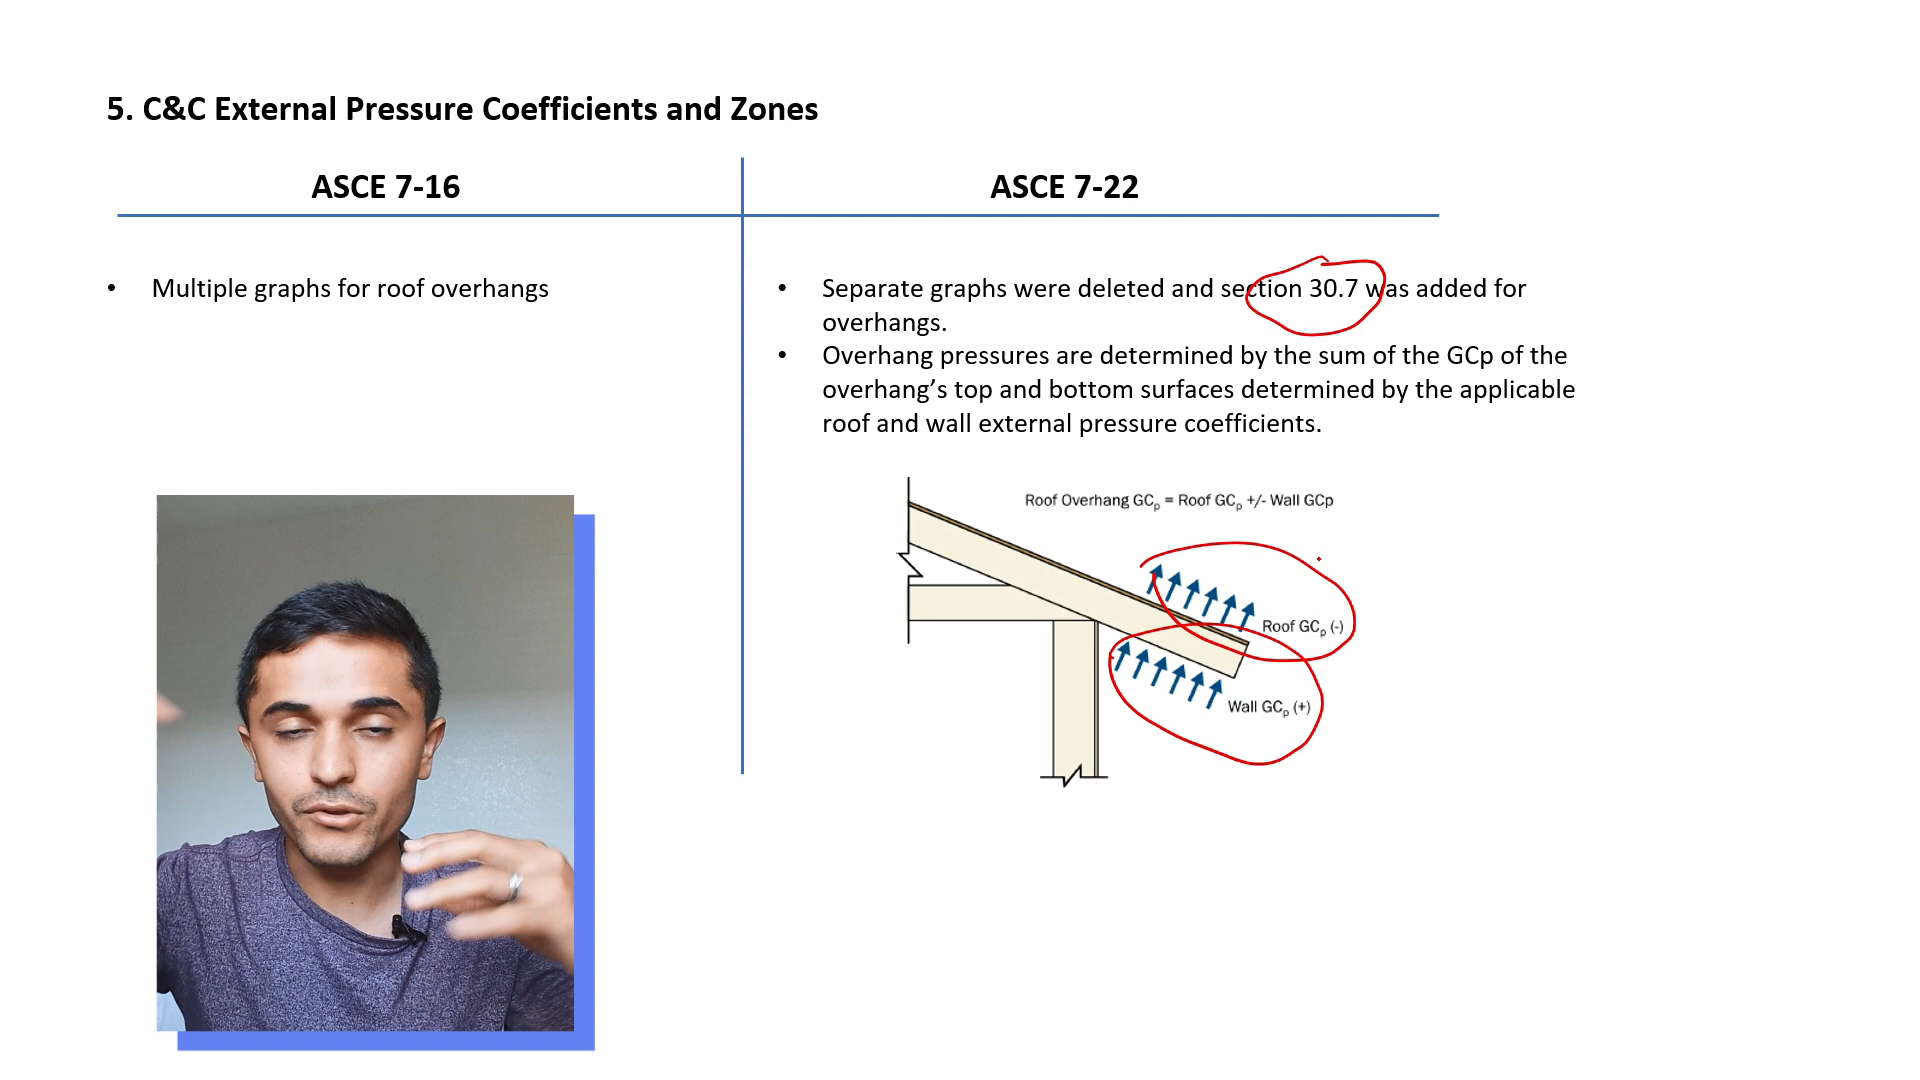 5. C&C External Pressure Coefficients and Zones
ASCE 7-16
ASCE 7-22
• Multiple graphs for roof overhangs
• Separate graphs were deleted and section 30.7 was added for
overhangs.
• Overhang pressures are determined by the sum of the GCp of the
overhang’s top and bottom surfaces determined by the applicable
roof and wall external pressure coefficients.
Roof Overhang GCp = Roof GCp +/- Wall GCp
Roof GCp (-)
Wall GCp (+)